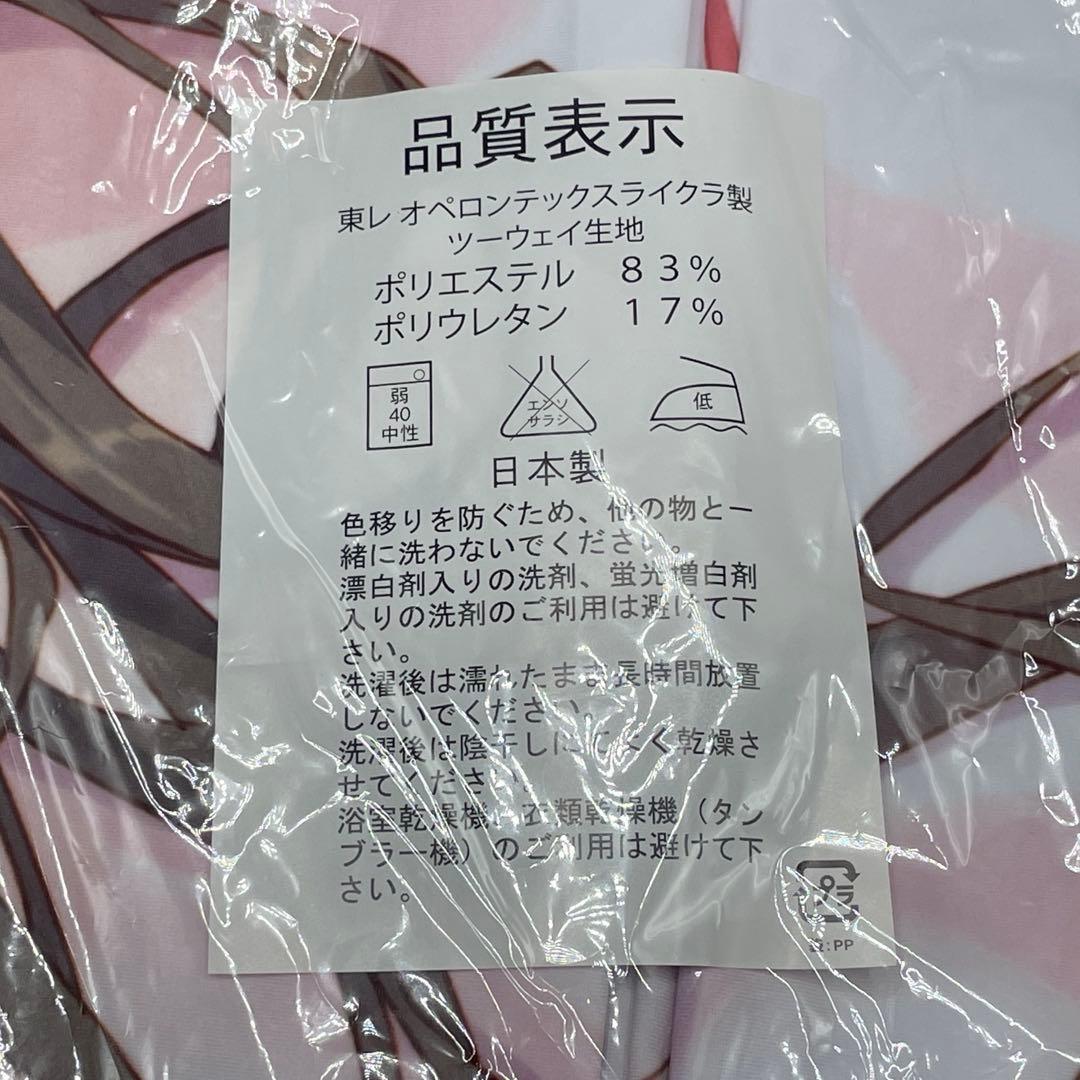 品質表示
東レ オペロンテックスライクラ製
ツーウェイ生地
ポリエステル ８３％
ポリウレタン １７％
弱
40
中性
エンソ
サラシ
低
日本製
色移りを防ぐため、他の物と一
緒に洗わないでください。
漂白剤入りの洗剤、蛍光増白剤
入りの洗剤のご利用は避けて下
さい。
洗濯後は濡れたまま長時間放置
しないでください。
洗濯後は陰干しにてよく乾燥さ
せてください。
浴室乾燥機、衣類乾燥機（タン
ブラー機）のご利用は避けて下
さい。
プラ
:PP